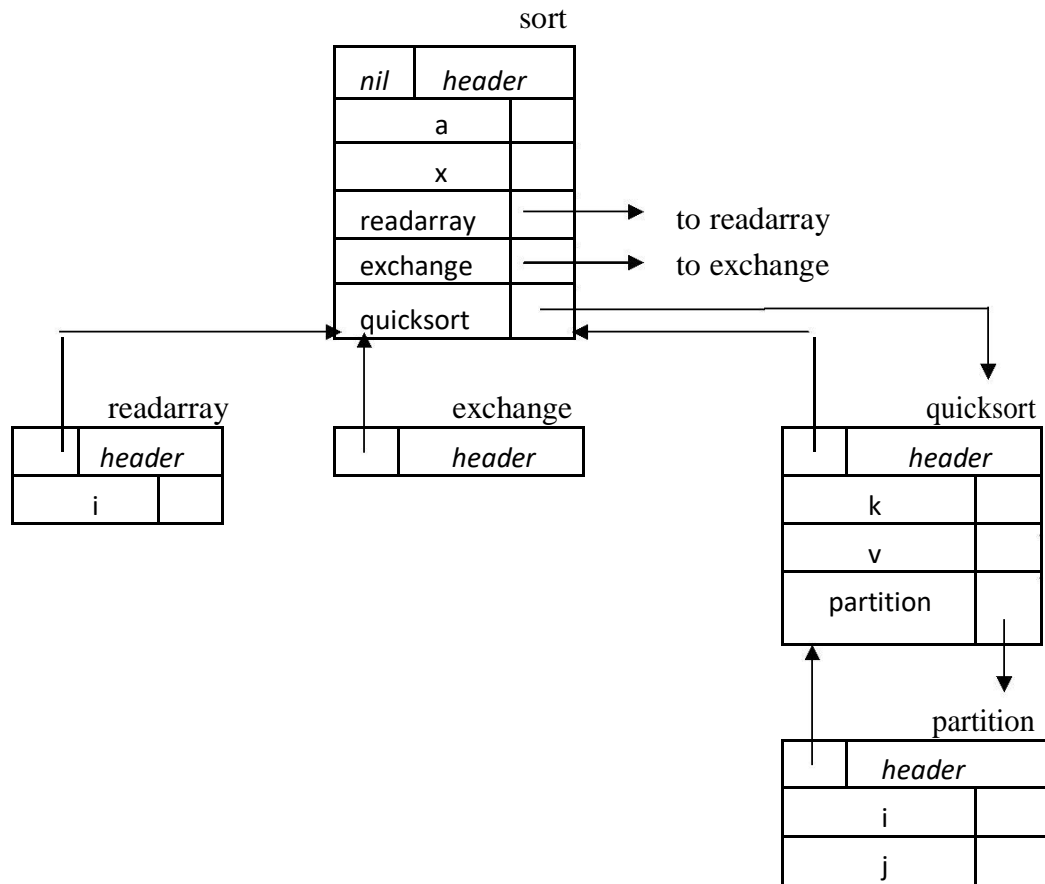 sort
nil header
a
x
readarray to readarray
exchange to exchange
quicksort
readarray exchange quicksort
header header header
i k
v
partition
partition
header
i
j